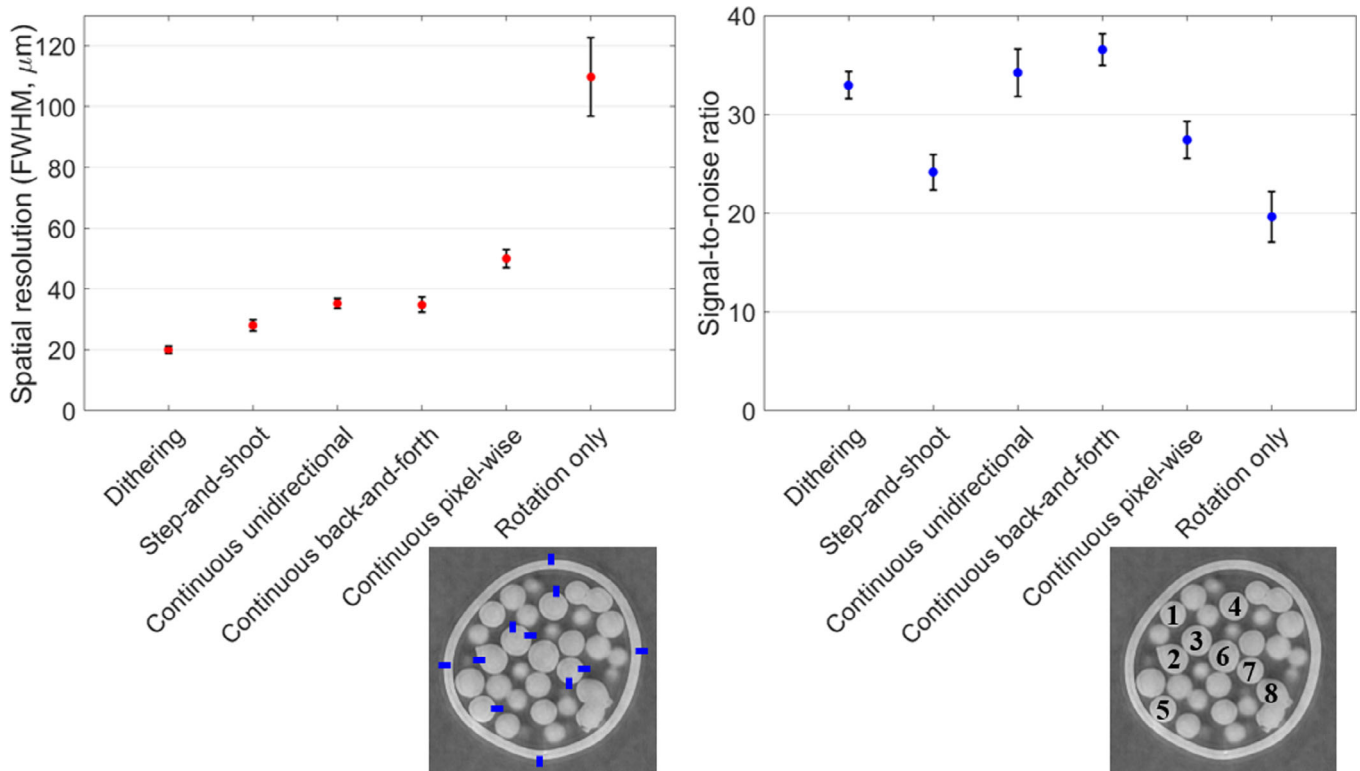 Spatial resolution (FWHM, μm)
120
100
80
60
40
20
0
Dithering
Step-and-shoot
Continuous unidirectional
Continuous back-and-forth
Continuous pixel-wise
Rotation only
Signal-to-noise ratio
40
30
20
10
0
Dithering
Step-and-shoot
Continuous unidirectional
Continuous back-and-forth
Continuous pixel-wise
Rotation only
1
4
3
2
6
7
8
5